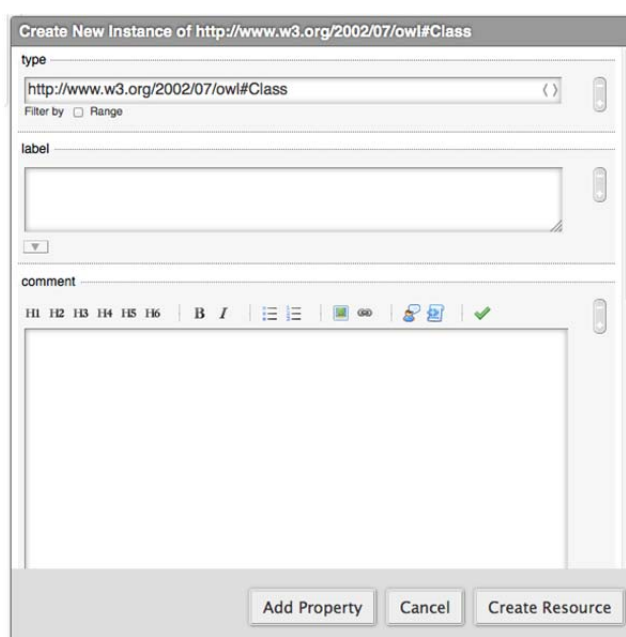 Create New Instance of http://www.w3.org/2002/07/owl#Class
type
http://www.w3.org/2002/07/owl#Class ( )
Filter by Range
label
comment
H1 H2 H3 H4 H5 H6 B I
Add Property Cancel Create Resource